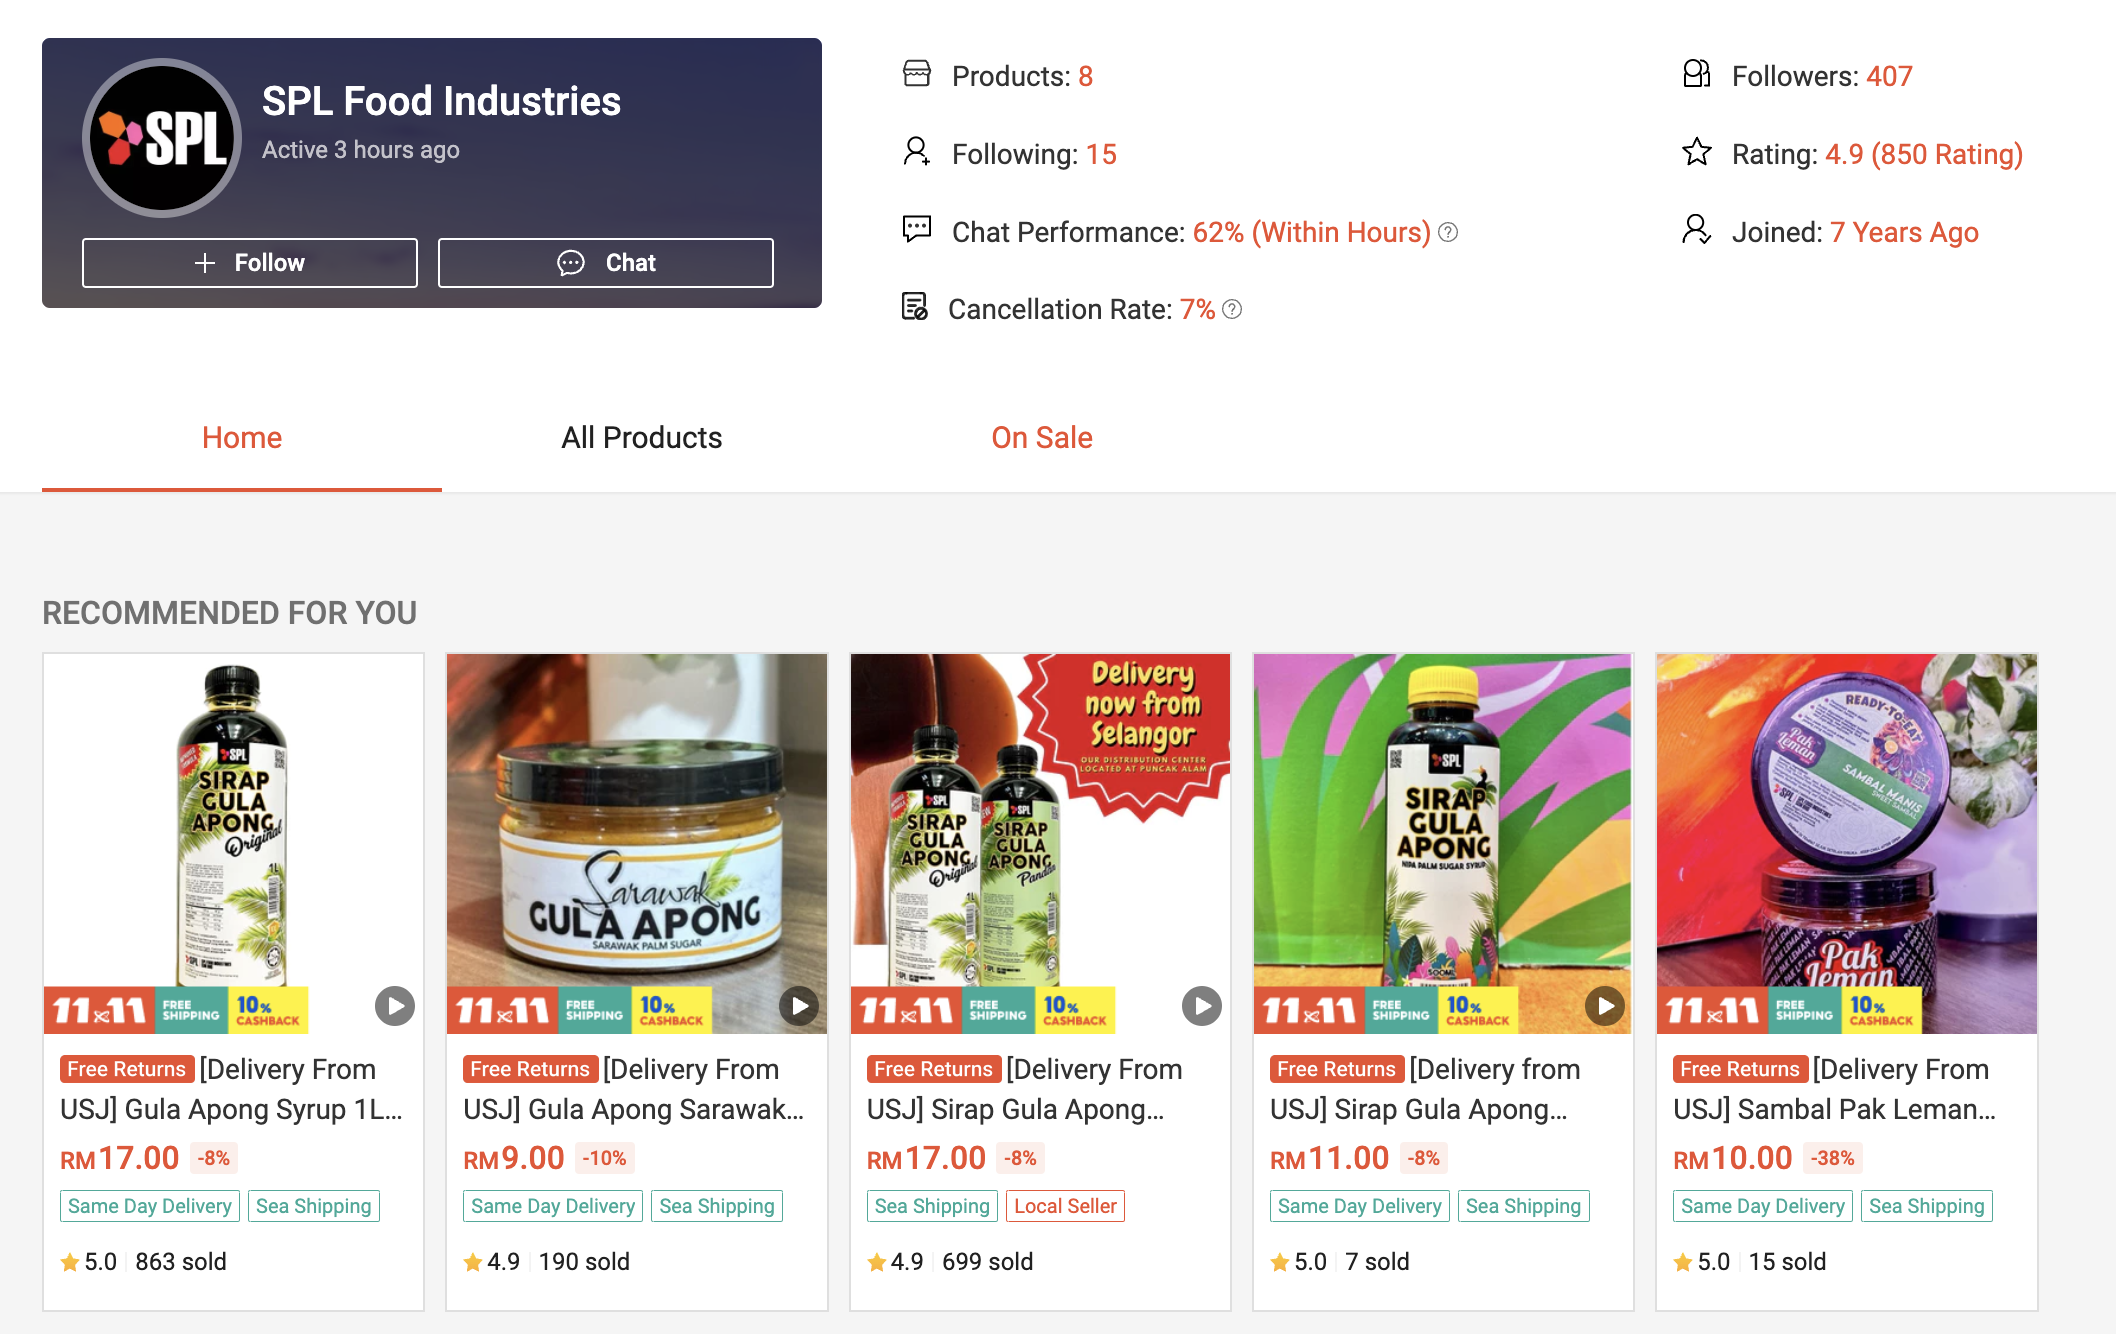 SPL
SPL Food Industries
Active 3 hours ago
Follow
Chat
Products: 8
Followers: 407
Following: 15
Rating: 4.9 (850 Rating)
Chat Performance: 62% (Within Hours)
Joined: 7 Years Ago
Cancellation Rate: 7%
Home
All Products
On Sale
RECOMMENDED FOR YOU
SPL
SIRAP
GULA
APONG
Original
1L
11.11
FREE
SHIPPING
10%
CASHBACK
Free Returns [Delivery From
USJ] Gula Apong Syrup 1L...
RM17.00 -8%
Same Day Delivery
Sea Shipping
5.0
863 sold
Sarawak
GULA APONG
SARAWAK PALM SUGAR
11.11
FREE
SHIPPING
10%
CASHBACK
Free Returns [Delivery From
USJ] Gula Apong Sarawak...
RM9.00 -10%
Same Day Delivery
Sea Shipping
4.9
190 sold
Delivery
now from
Selangor
OUR DISTRIBUTION CENTER
LOCATED AT PUNCAK ALAM
SPL
SIRAP
GULA
APONG
Original
SPL
SIRAP
GULA
APONG
Pandan
11.11
FREE
SHIPPING
10%
CASHBACK
Free Returns [Delivery From
USJ] Sirap Gula Apong...
RM17.00 -8%
Sea Shipping
Local Seller
4.9
699 sold
SPL
SIRAP
GULA
APONG
NIPA PALM SUGAR SYRUP
500ML
11.11
FREE
SHIPPING
10%
CASHBACK
Free Returns [Delivery from
USJ] Sirap Gula Apong...
RM11.00 -8%
Same Day Delivery
Sea Shipping
5.0
7 sold
READY-TO-EAT
Pak
Leman
SAMBAL MANIS
SWEET SAMBAL
SPL
Pak
Leman
11.11
FREE
SHIPPING
10%
CASHBACK
Free Returns [Delivery From
USJ] Sambal Pak Leman...
RM10.00 -38%
Same Day Delivery
Sea Shipping
5.0
15 sold